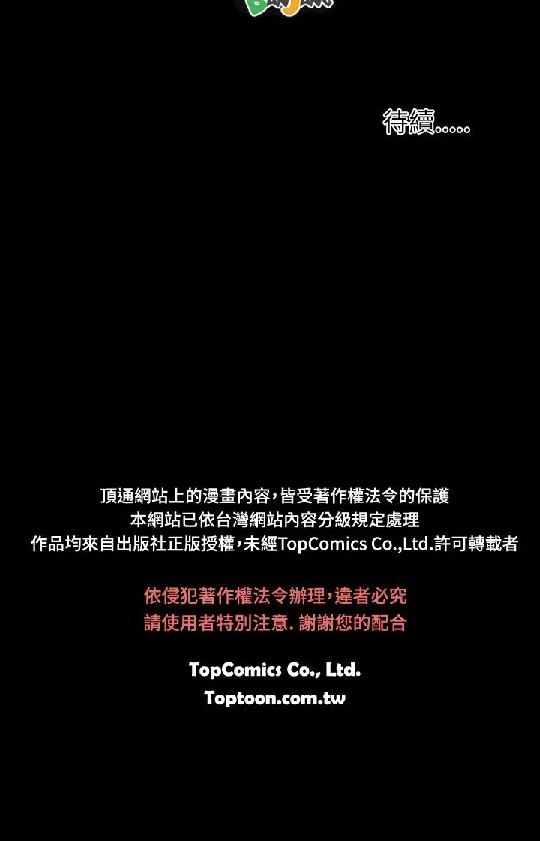 待續.....
頂通網站上的漫畫內容,皆受著作權法令的保護
本網站已依台灣網站內容分級規定處理
作品均來自出版社正版授權,未經TopComics Co.,Ltd.許可轉載者
依侵犯著作權法令辦理,違者必究
請使用者特別注意. 謝謝您的配合
TopComics Co., Ltd.
Toptoon.com.tw